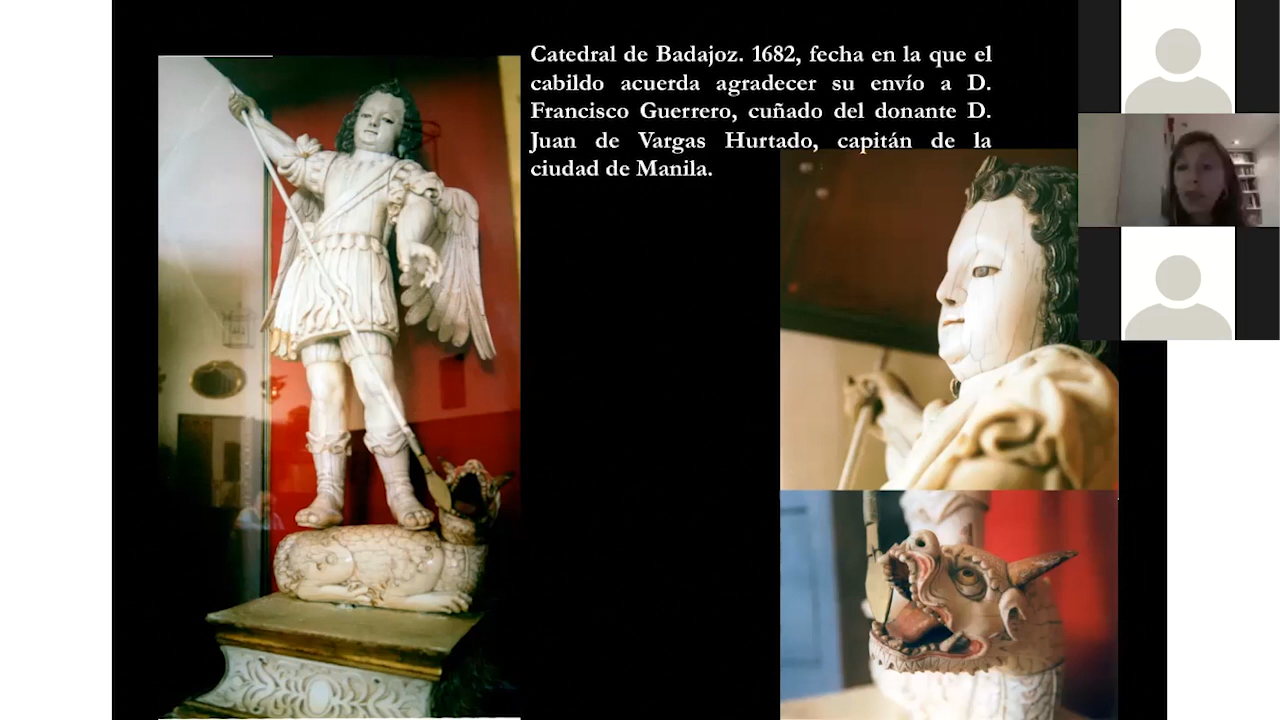 Catedral de Badajoz. 1682, fecha en la que el
cabildo acuerda agradecer su envío a D.
Francisco Guerrero, cuñado del donante D.
Juan de Vargas Hurtado, capitán de la
ciudad de Manila.